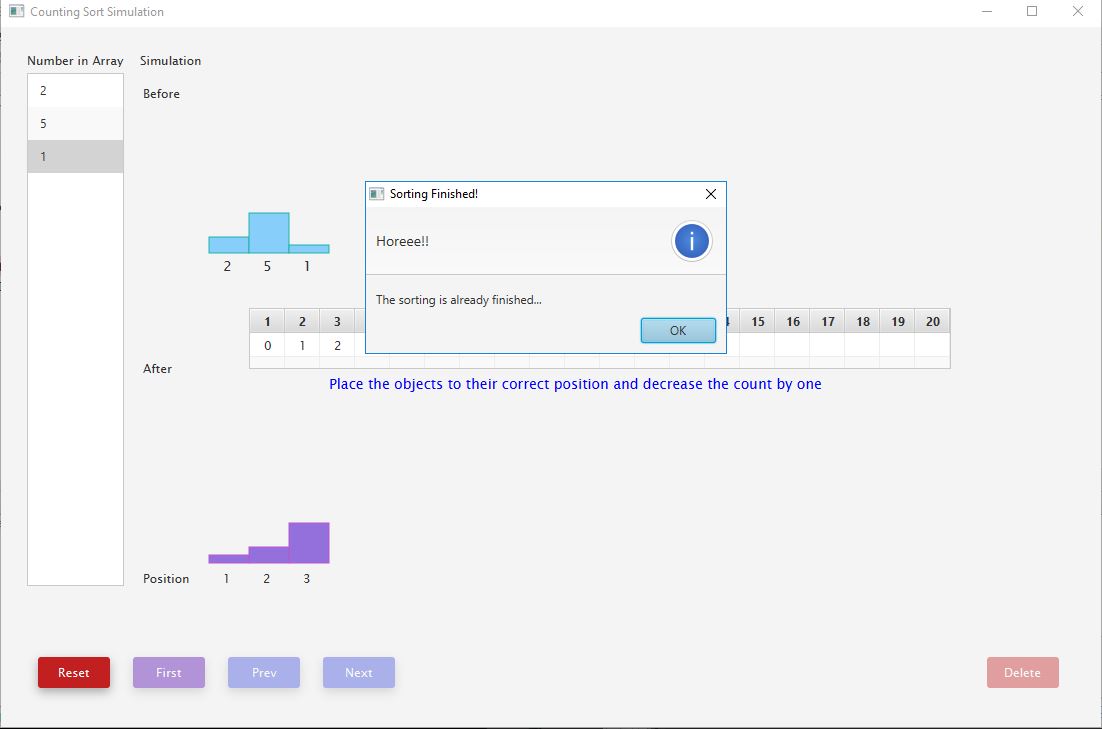 Counting Sort Simulation
Number in Array
Simulation
2
5
1
Before
Sorting Finished!
Horeee!!
The sorting is already finished...
OK
2 5 1
1 2 3 15 16 17 18 19 20
0 1 2
After
Place the objects to their correct position and decrease the count by one
Position 1 2 3
Reset First Prev Next Delete